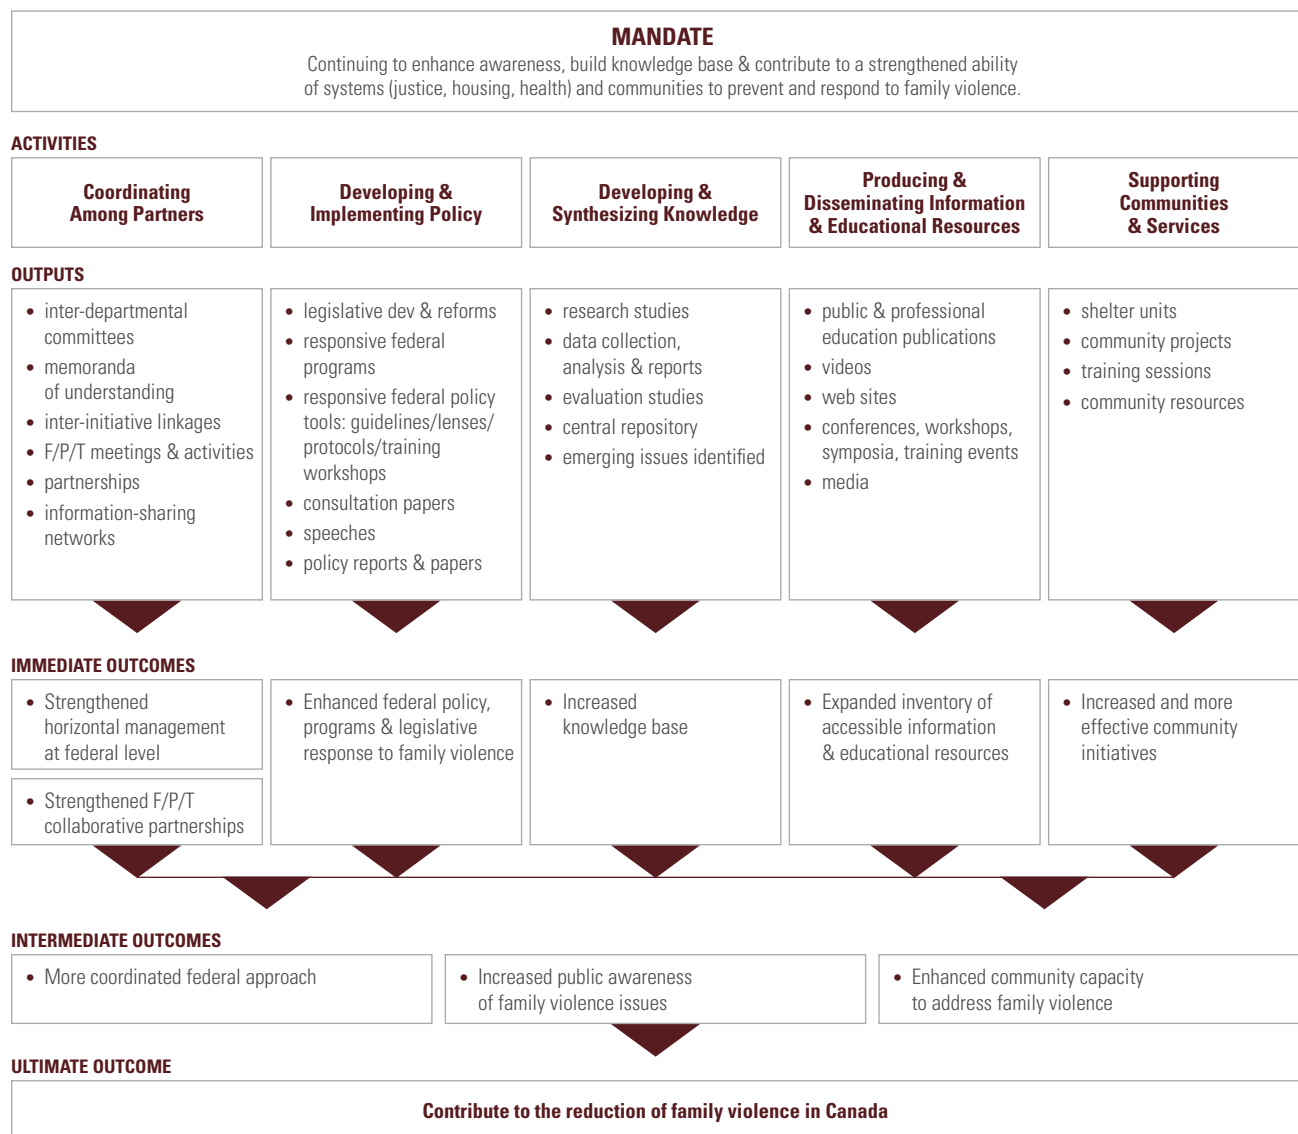 MANDATE
Continuing to enhance awareness, build knowledge base & contribute to a strengthened ability
of systems (justice, housing, health) and communities to prevent and respond to family violence.
ACTIVITIES
Coordinating
Among Partners
Developing &
Implementing Policy
Developing &
Synthesizing Knowledge
Producing &
Disseminating Information
& Educational Resources
Supporting
Communities
& Services
OUTPUTS
• inter-departmental
committees
• memoranda
of understanding
• inter-initiative linkages
• F/P/T meetings & activities
• partnerships
• information-sharing
networks
• legislative dev & reforms
• responsive federal
programs
• responsive federal policy
tools: guidelines/lenses/
protocols/training
workshops
• consultation papers
• speeches
• policy reports & papers
• research studies
• data collection,
analysis & reports
• evaluation studies
• central repository
• emerging issues identified
• public & professional
education publications
• videos
• web sites
• conferences, workshops,
symposia, training events
• media
• shelter units
• community projects
• training sessions
• community resources
IMMEDIATE OUTCOMES
• Strengthened
horizontal management
at federal level
• Strengthened F/P/T
collaborative partnerships
• Enhanced federal policy,
programs & legislative
response to family violence
• Increased
knowledge base
• Expanded inventory of
accessible information
& educational resources
• Increased and more
effective community
initiatives
INTERMEDIATE OUTCOMES
• More coordinated federal approach
• Increased public awareness
of family violence issues
• Enhanced community capacity
to address family violence
ULTIMATE OUTCOME
Contribute to the reduction of family violence in Canada